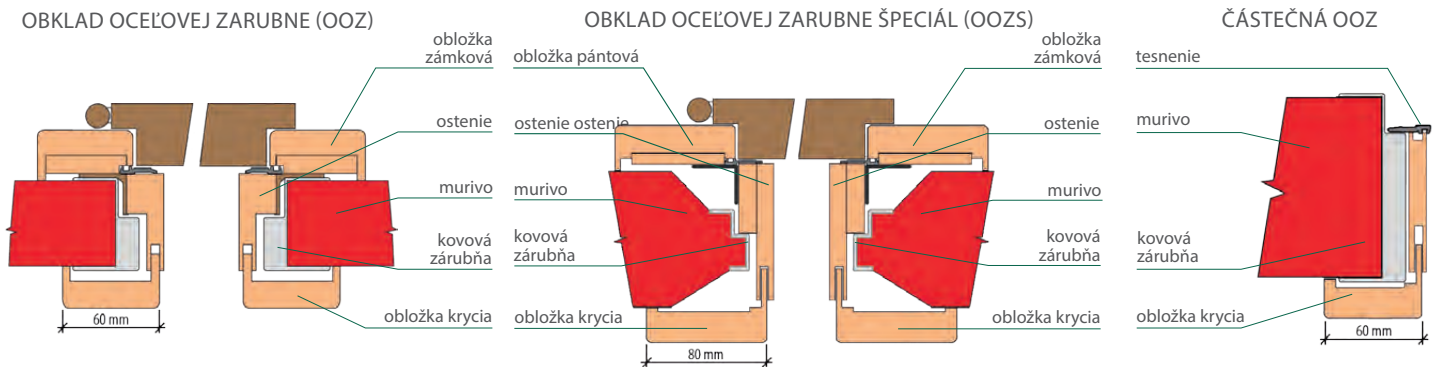 OBKLAD OCEĽOVEJ ZARUBNE (OOZ)
obložka
zámková
ostenie
murivo
kovová
zárubňa
obložka krycia
60 mm
OBKLAD OCEĽOVEJ ZARUBNE ŠPECIÁL (OOZS)
obložka pántová
ostenie ostenie
murivo
kovová
zárubňa
obložka krycia
80 mm
obložka
zámková
ostenie
murivo
kovová
zárubňa
obložka krycia
ČÁSTEČNÁ OOZ
tesnenie
murivo
kovová
zárubňa
obložka krycia
60 mm